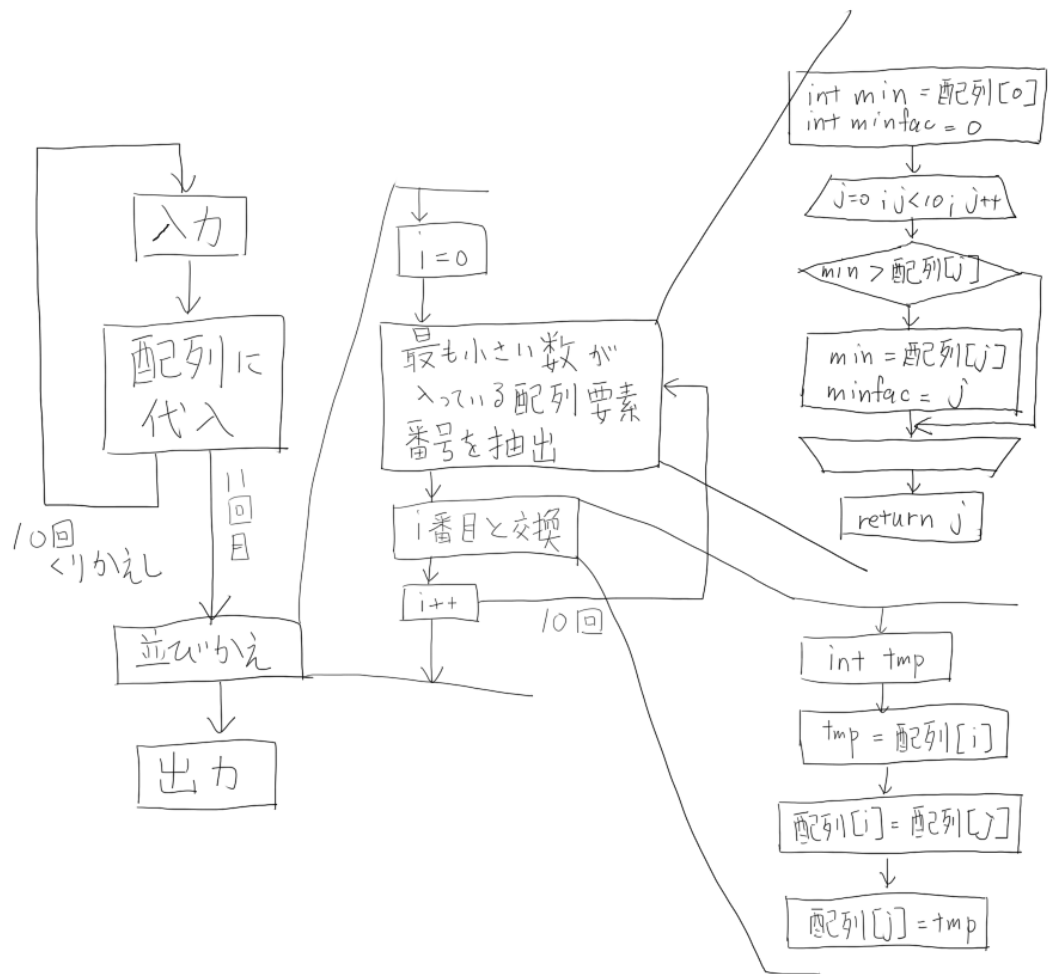 入力
配列に
代入
10回
くりかえし
11回目
並びかえ
出力
i=0
最も小さい数が
入っている配列要素
番号を抽出
i番目と交換
i++
10回
int min = 配列[0]
int minfac = 0
j=0;j<10;j++
min > 配列[j]
min = 配列[j]
minfac = j
return j
int tmp
tmp = 配列[i]
配列[i] = 配列[j]
配列[j] = tmp